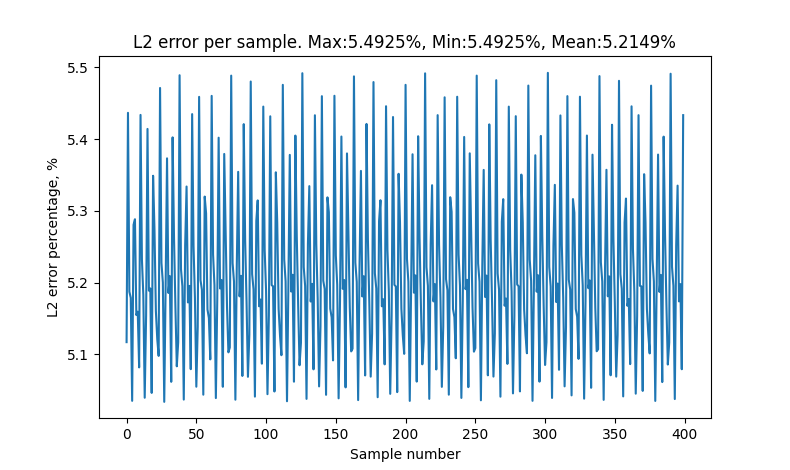 L2 error per sample. Max:5.4925%, Min:5.4925%, Mean:5.2149%
5.5
5.4
5.3
5.2
5.1
L2 error percentage, %
0 50 100 150 200 250 300 350 400
Sample number